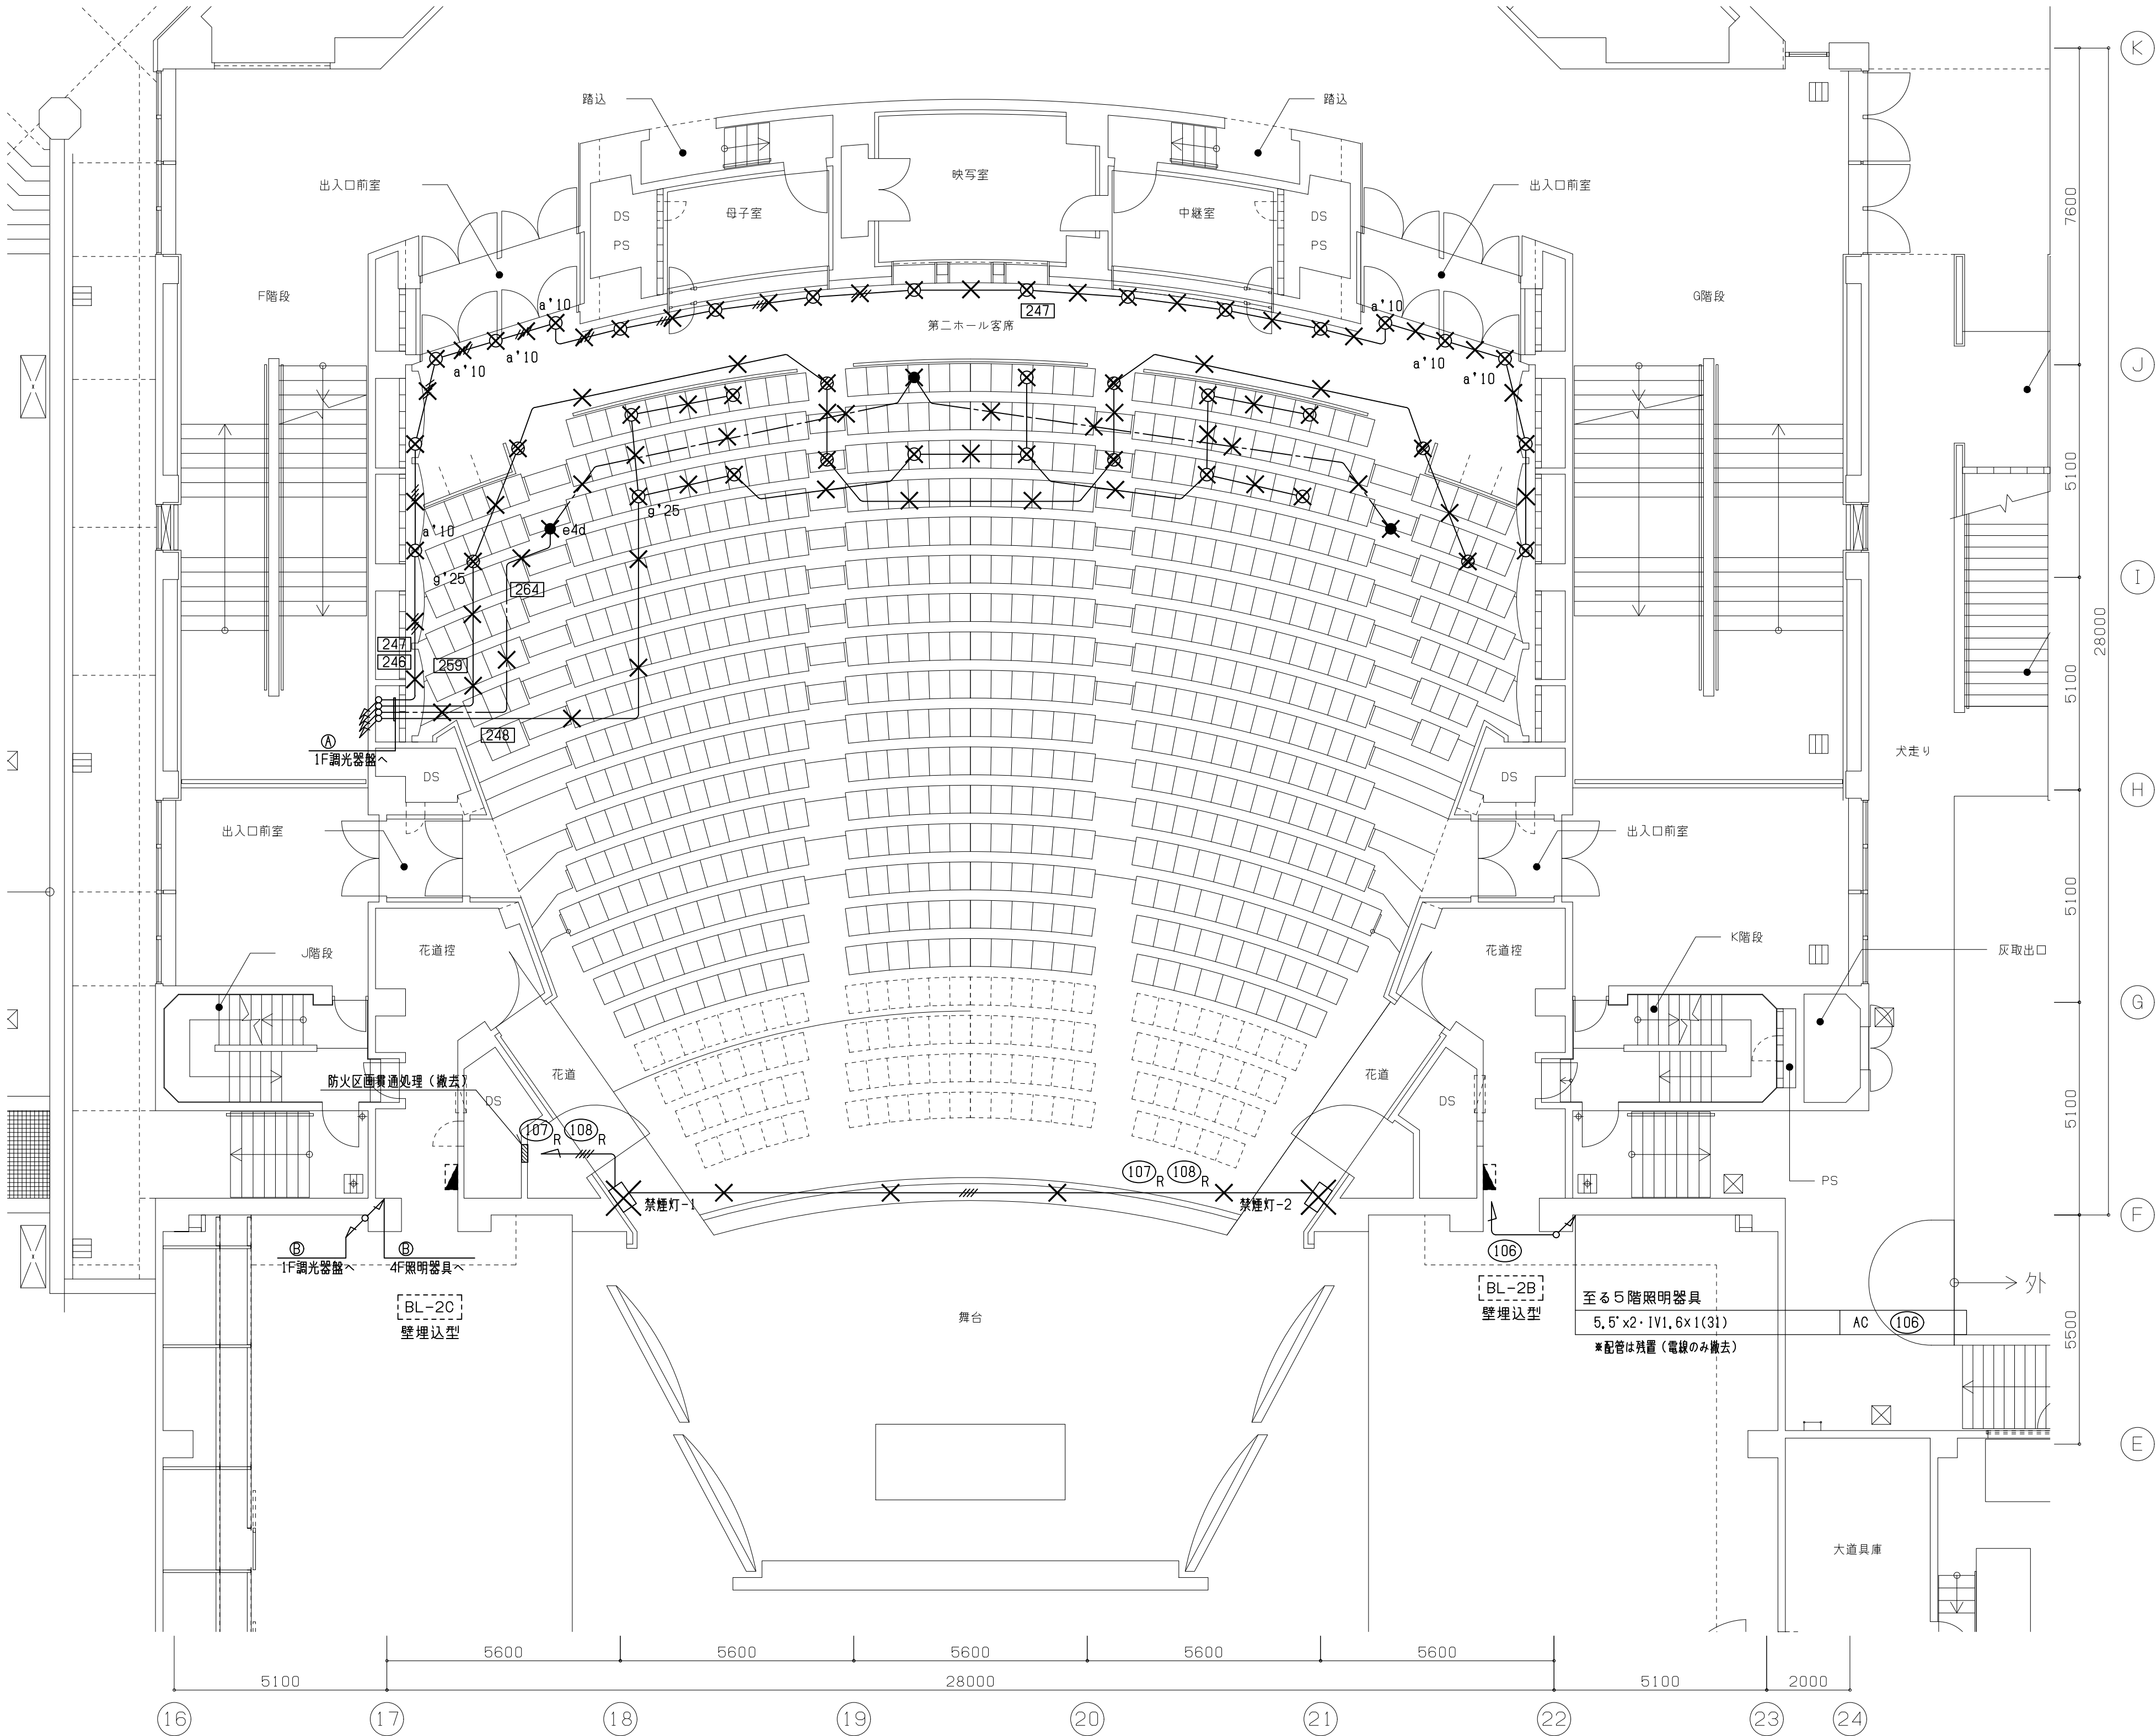 K
踏込
踏込
映写室
出入口前室
出入口前室
DS
PS
母子室
中継室
DS
PS
7600
F階段
G階段
a'10
a'10
247
第二ホール客席
a'10
a'10
a'10
a'10
J
g'25
5100
a'10
e4d
g'25
264
I
28000
247
246
259
5100
248
A
1F調光器盤へ
犬走り
DS
DS
H
出入口前室
出入口前室
5100
J階段
花道控
花道控
K階段
灰取出口
G
防火区画貫通処理(撤去)
花道
花道
DS
DS
5100
107 R 108 R
107 R 108 R
禁煙灯-1
禁煙灯-2
PS
F
B
1F調光器盤へ
B
4F照明器具へ
106
BL-2C
壁埋込型
BL-2B
壁埋込型
外
舞台
至る5階照明器具
5.5゜x2・IV1.6×1(31)
AC 106
※配管は残置(電線のみ撤去)
5500
E
大道具庫
5600 5600 5600 5600 5600
5100 28000 5100 2000
16 17 18 19 20 21 22 23 24